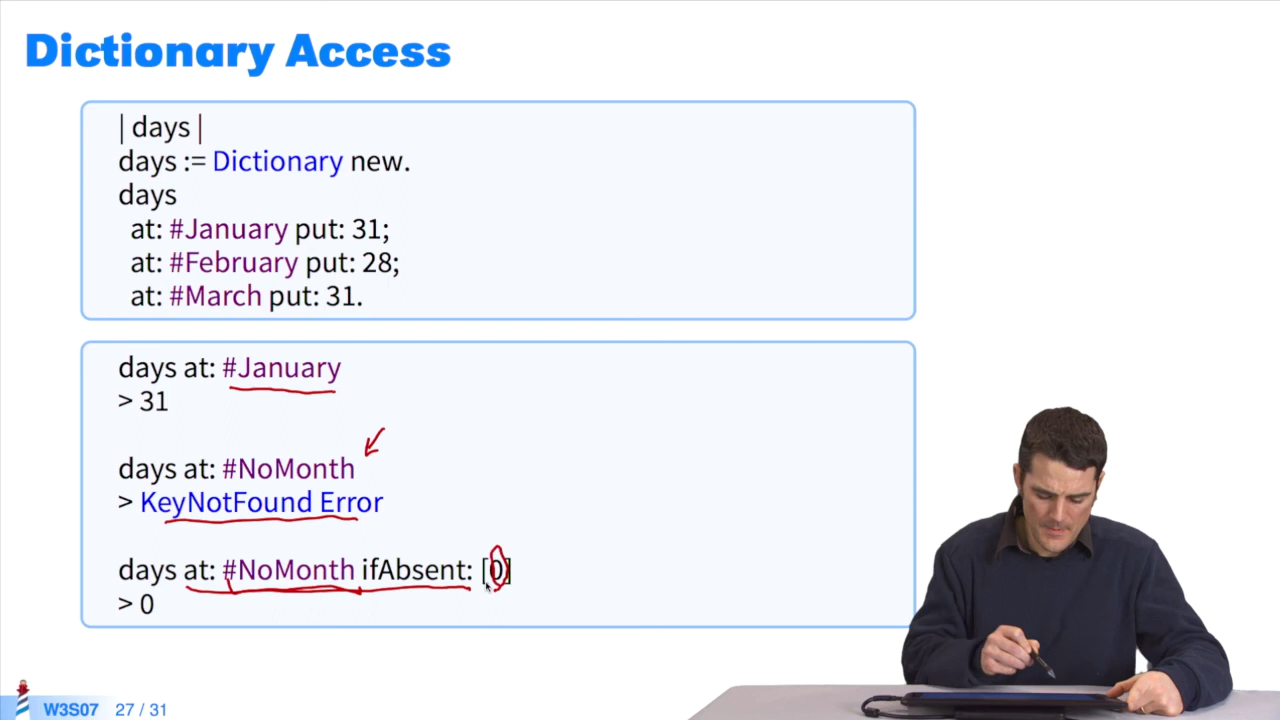 Dictionary Access
| days |
days := Dictionary new.
days
at: #January put: 31;
at: #February put: 28;
at: #March put: 31.
days at: #January
> 31
days at: #NoMonth
> KeyNotFound Error
days at: #NoMonth ifAbsent: [0]
> 0
W3S07 27 / 31